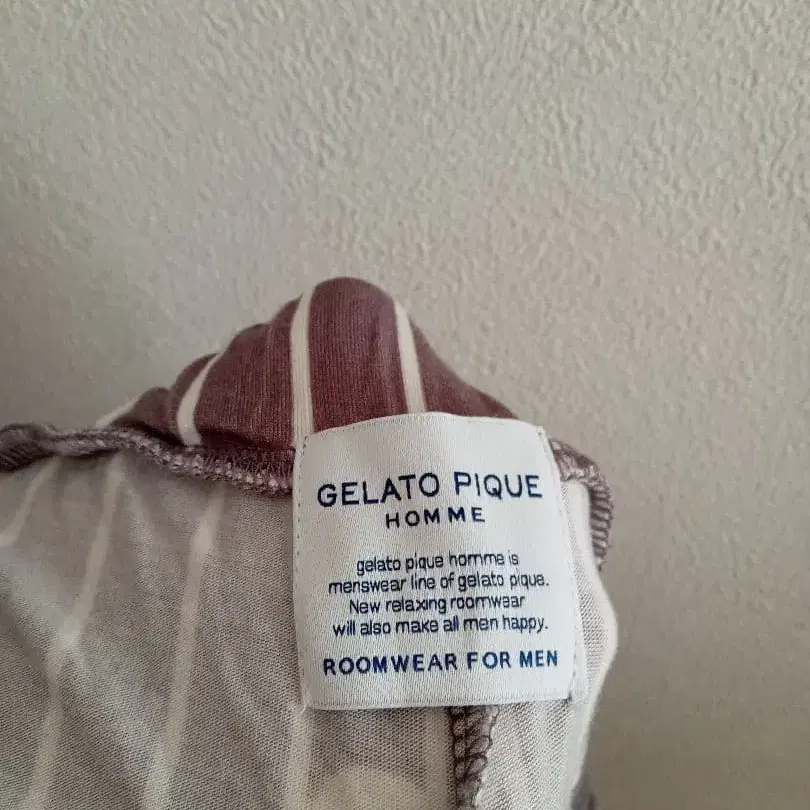 GELATO PIQUE
HOMME
gelato pique homme is
menswear line of gelato pique.
New relaxing roomwear
will also make all men happy.
ROOMWEAR FOR MEN